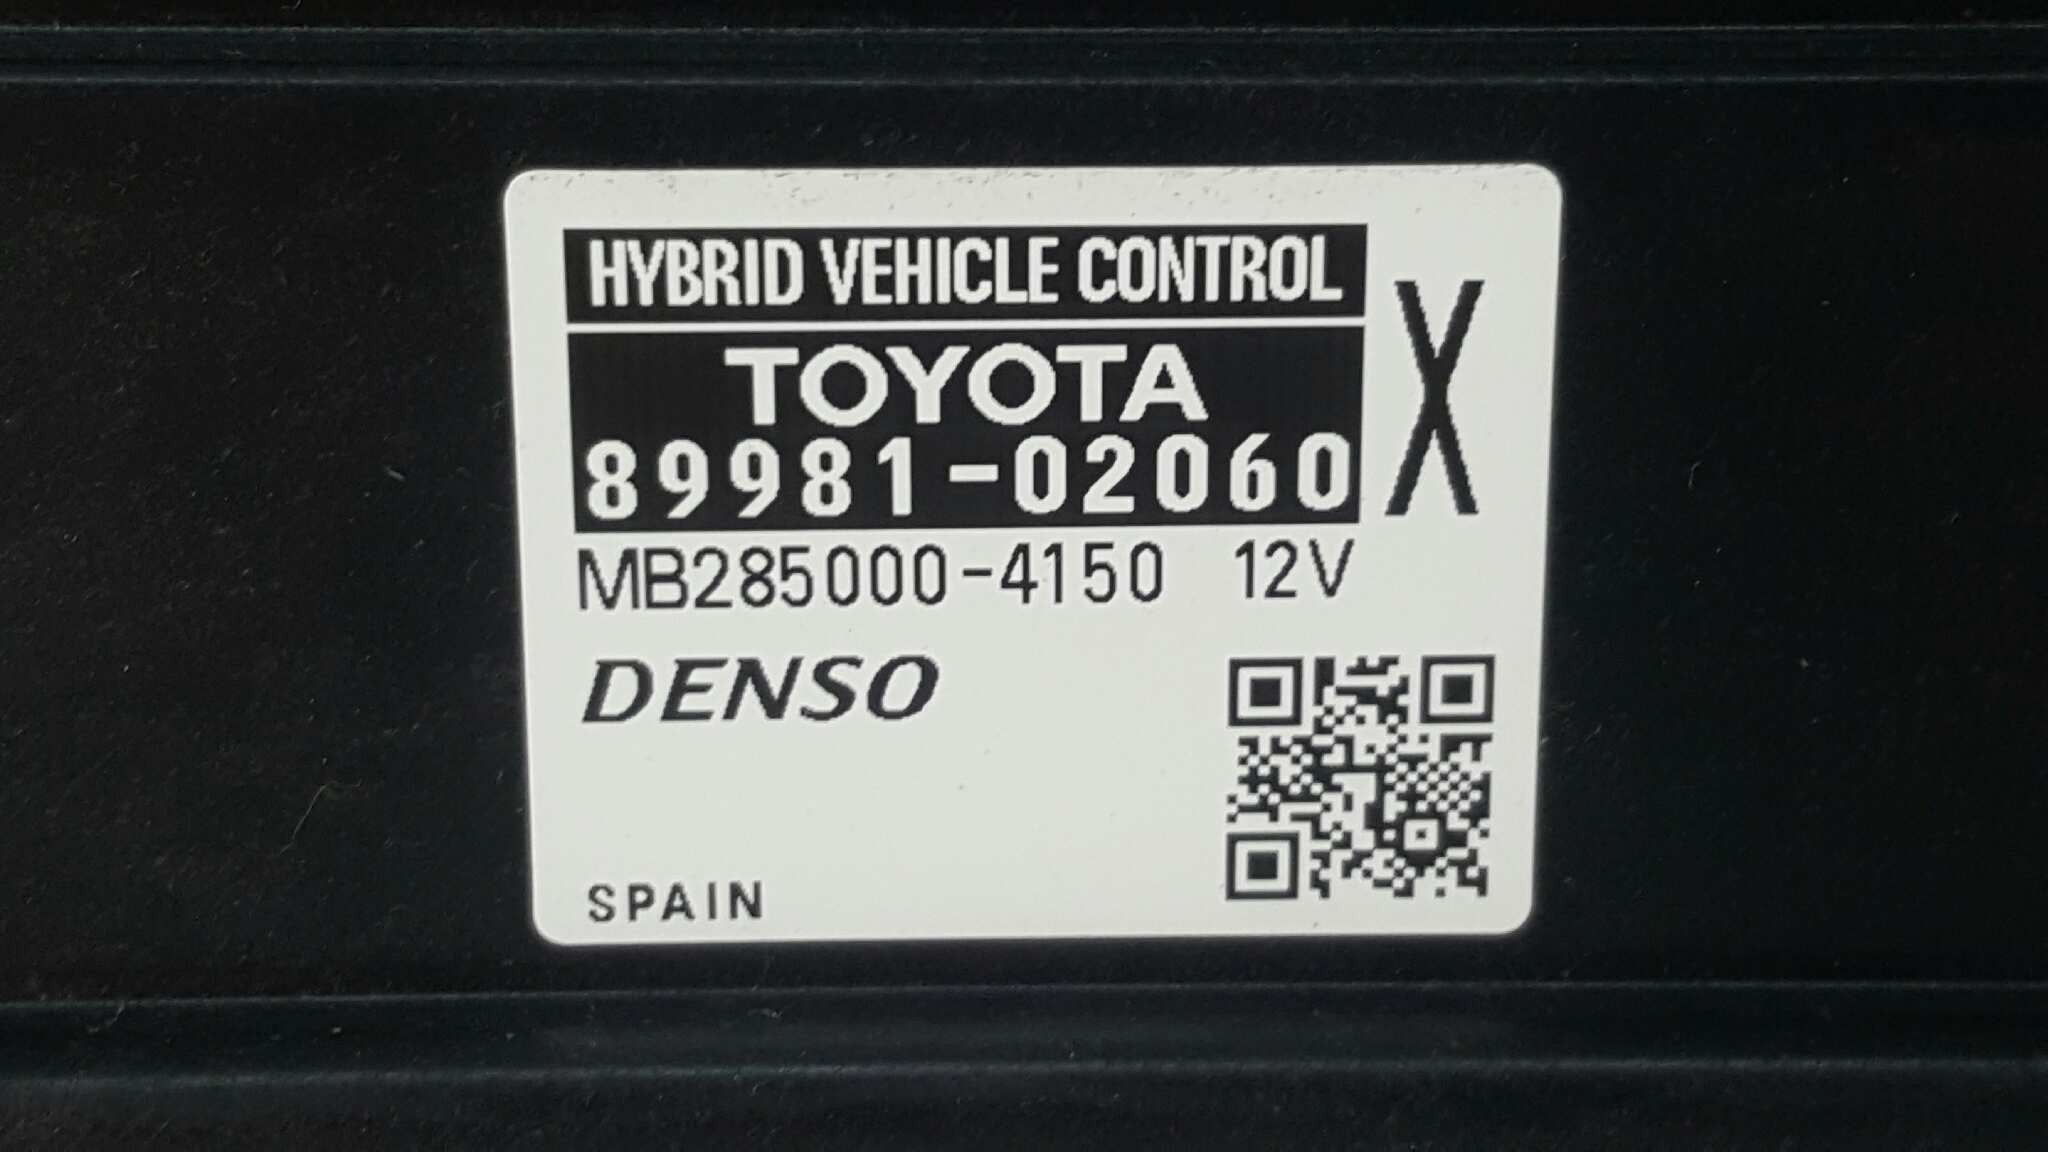 HYBRID VEHICLE CONTROL
TOYOTA
89981-02060
X
MB285000-4150 12V
DENSO
SPAIN